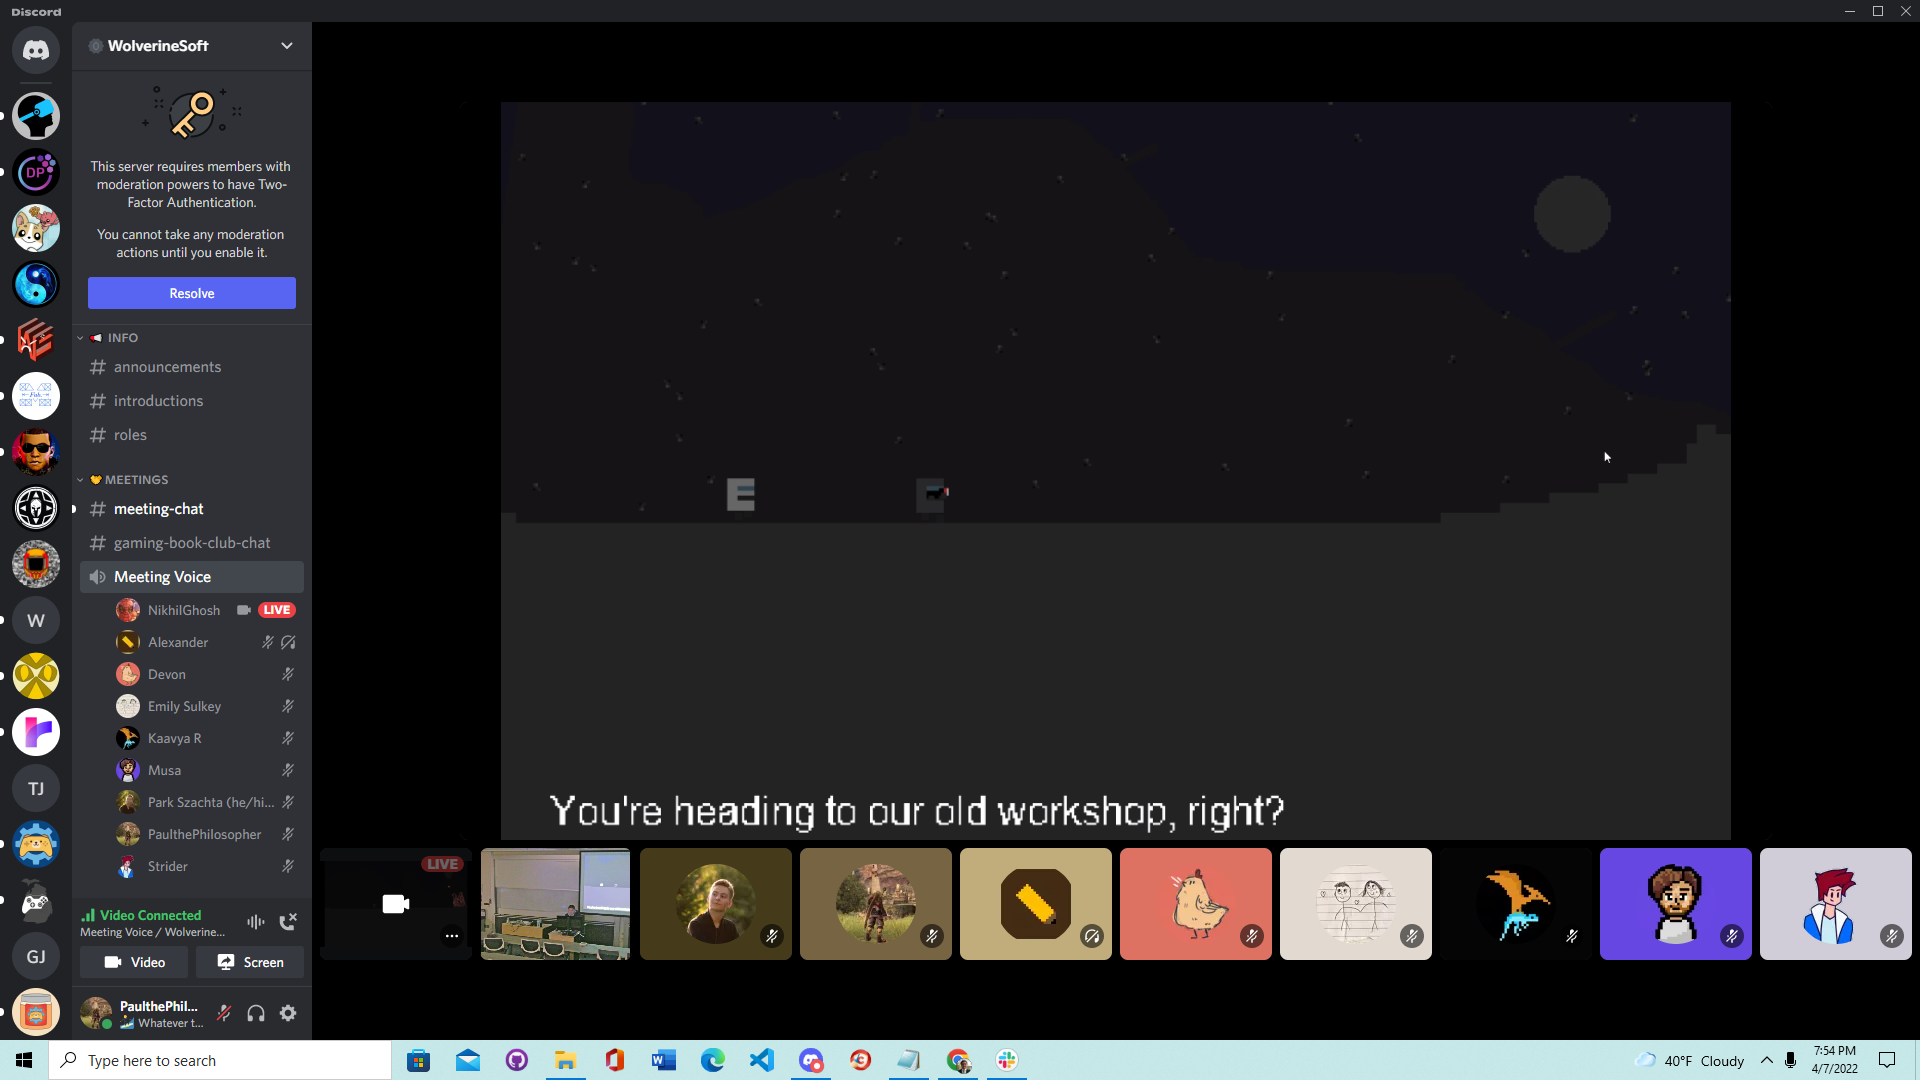 Discord
WolverineSoft
This server requires members with
moderation powers to have Two-
Factor Authentication.
You cannot take any moderation
actions until you enable it.
Resolve
INFO
announcements
introductions
roles
MEETINGS
meeting-chat
gaming-book-club-chat
Meeting Voice
NikhilGhosh LIVE
Alexander
Devon
Emily Sulkey
Kaavya R
Musa
Park Szachta (he/hi...
PaulthePhilosopher
Strider
Video Connected
Meeting Voice / Wolverine...
Video Screen
PaulthePhil...
Whatever t...
DP
W
TJ
GJ
E
You're heading to our old workshop, right?
LIVE
Type here to search
40°F Cloudy
7:54 PM
4/7/2022